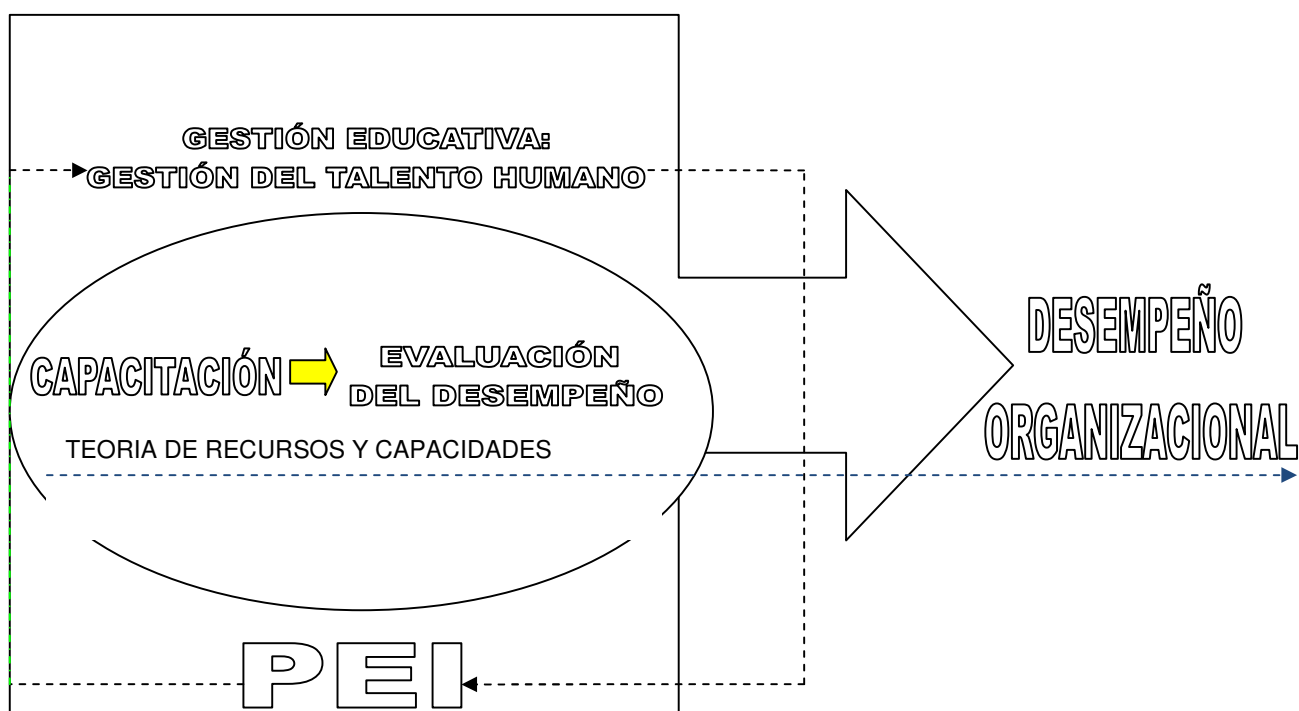 GESTIÓN EDUCATIVA:
GESTIÓN DEL TALENTO HUMANO
CAPACITACIÓN
EVALUACIÓN
DEL DESEMPEÑO
TEORIA DE RECURSOS Y CAPACIDADES
DESEMPEÑO
ORGANIZACIONAL
PEI